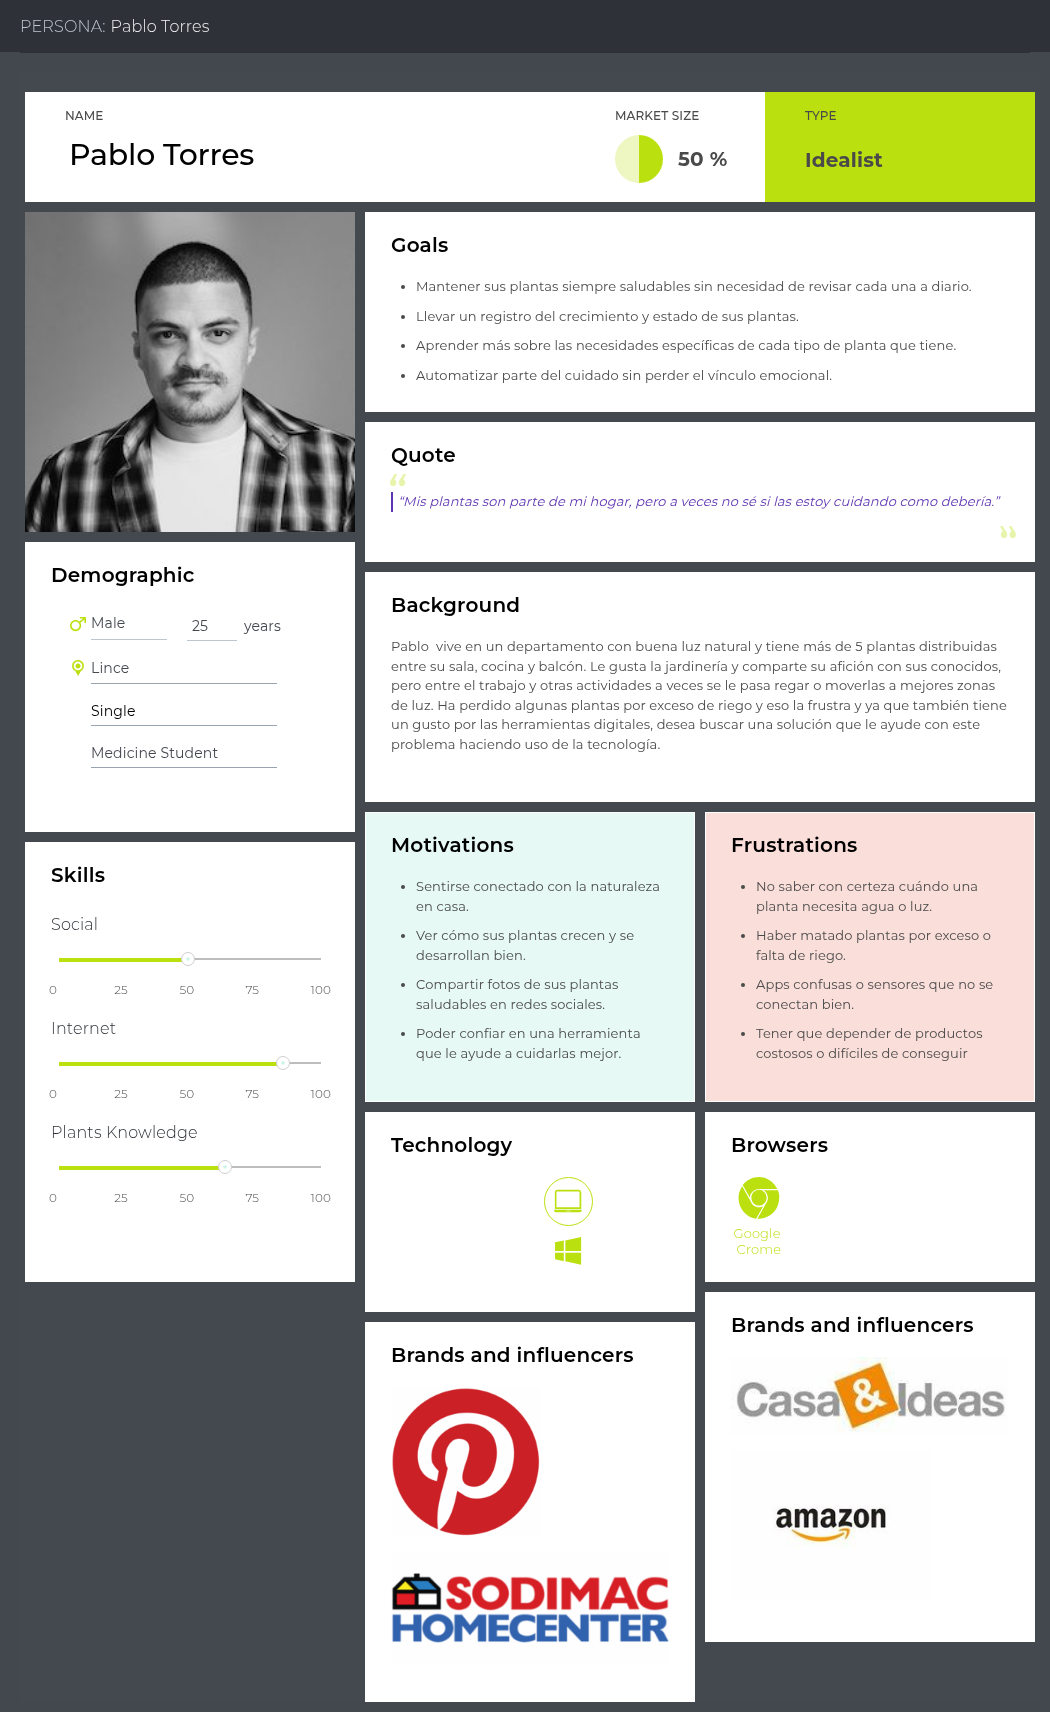 PERSONA: Pablo Torres
NAME
Pablo Torres
MARKET SIZE
50 %
TYPE
Idealist
Goals
• Mantener sus plantas siempre saludables sin necesidad de revisar cada una a diario.
• Llevar un registro del crecimiento y estado de sus plantas.
• Aprender más sobre las necesidades específicas de cada tipo de planta que tiene.
• Automatizar parte del cuidado sin perder el vínculo emocional.
Quote
“
“Mis plantas son parte de mi hogar, pero a veces no sé si las estoy cuidando como debería.”
”
Demographic
Male
25 years
Lince
Single
Medicine Student
Background
Pablo  vive en un departamento con buena luz natural y tiene más de 5 plantas distribuidas
entre su sala, cocina y balcón. Le gusta la jardinería y comparte su afición con sus conocidos,
pero entre el trabajo y otras actividades a veces se le pasa regar o moverlas a mejores zonas
de luz. Ha perdido algunas plantas por exceso de riego y eso la frustra y ya que también tiene
un gusto por las herramientas digitales, desea buscar una solución que le ayude con este
problema haciendo uso de la tecnología.
Skills
Social
0 25 50 75 100
Internet
0 25 50 75 100
Plants Knowledge
0 25 50 75 100
Motivations
• Sentirse conectado con la naturaleza
en casa.
• Ver cómo sus plantas crecen y se
desarrollan bien.
• Compartir fotos de sus plantas
saludables en redes sociales.
• Poder confiar en una herramienta
que le ayude a cuidarlas mejor.
Frustrations
• No saber con certeza cuándo una
planta necesita agua o luz.
• Haber matado plantas por exceso o
falta de riego.
• Apps confusas o sensores que no se
conectan bien.
• Tener que depender de productos
costosos o difíciles de conseguir
Technology
Browsers
Google
Crome
Brands and influencers
SODIMAC
HOMECENTER
Brands and influencers
Casa&Ideas
amazon